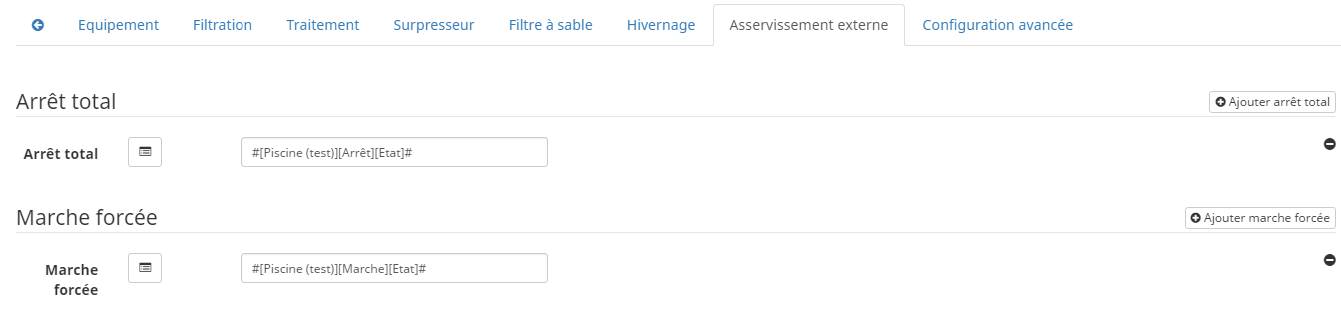 Equipement Filtration Traitement Surpresseur Filtre à sable Hivernage Asservissement externe Configuration avancée
Arrêt total Ajouter arrêt total
Arrêt total #[Piscine (test)][Arrêt][Etat]#
Marche forcée Ajouter marche forcée
Marche #[Piscine (test)][Marche][Etat]#
forcée